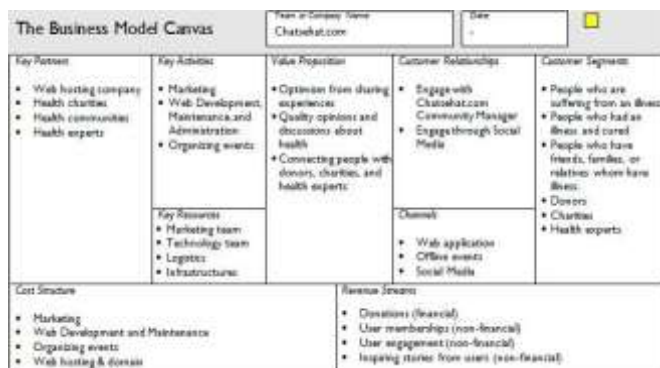 The Business Model Canvas
Team or Company Name
Chatsehat.com
Date
-
Key Partners
• Web hosting company
• Health charities
• Health communities
• Health experts
Key Activities
• Marketing
• Web Development,
Maintenance, and
Administration
• Organizing events
Key Resources
• Marketing team
• Technology team
• Logistics
• Infrastructures
Value Proposition
• Optimism from sharing
experiences
• Quality opinions and
discussions about
health
• Connecting people with
donors, charities, and
health experts
Customer Relationships
• Engage with
Chatsehat.com
Community Manager
• Engage through Social
Media
Channels
• Web application
• Offline events
• Social Media
Customer Segments
• People who are
suffering from an illness
• People who had an
illness and cured
• People who have
friends, families, or
relatives whom have
illness
• Donors
• Charities
• Health experts
Cost Structure
• Marketing
• Web Development and Maintenance
• Organizing events
• Web hosting & domain
Revenue Streams
• Donations (financial)
• User memberships (non-financial)
• User engagement (non-financial)
• Inspiring stories from users (non-financial)